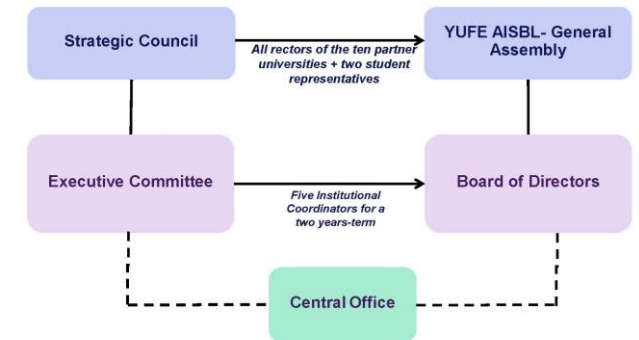 Strategic Council
YUFE AISBL- General
Assembly
All rectors of the ten partner
universities + two student
representatives
Executive Committee
Board of Directors
Five Institutional
Coordinators for a
two years-term
Central Office